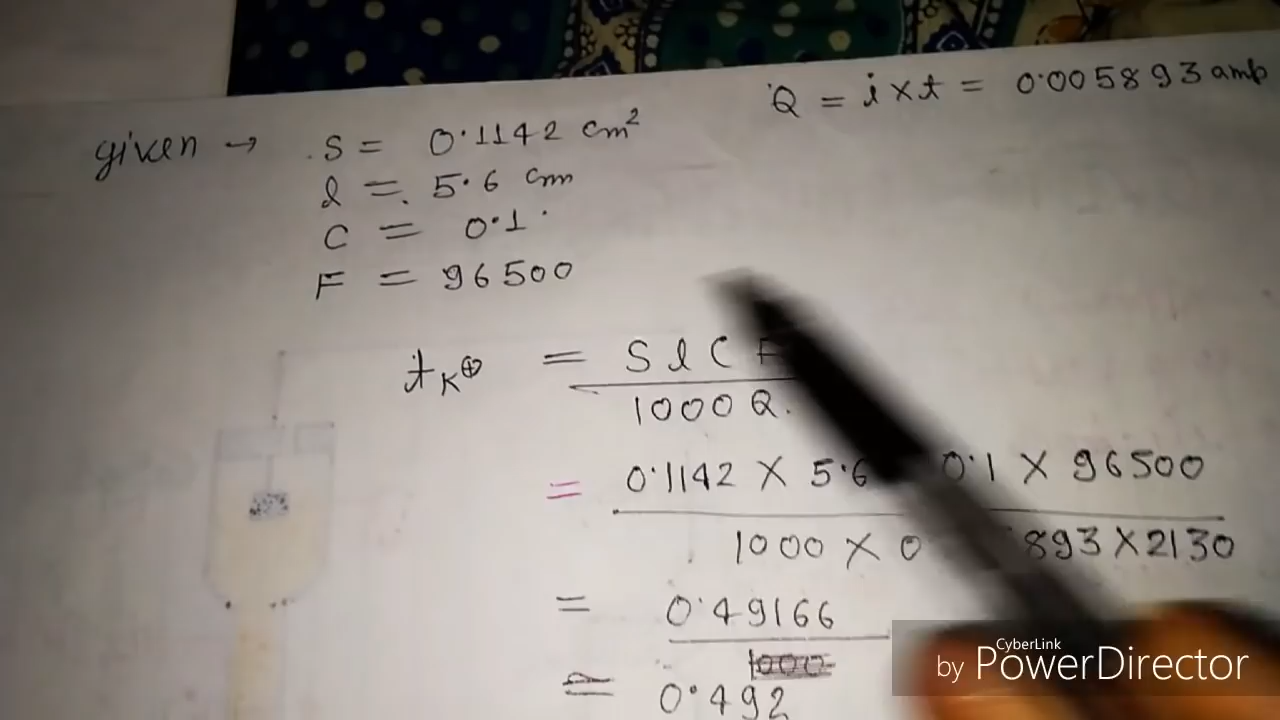 Q = i × t = 0.005893 amp
given → S = 0.1142 cm²
l = 5.6 cm
C = 0.1
F = 96500
t_K⊕ = S l C F
1000 Q.
= 0.1142 × 5.6 0.1 × 96500
1000 × 0 893 × 2130
= 0.49166
1000
= 0.492
CyberLink
by PowerDirector